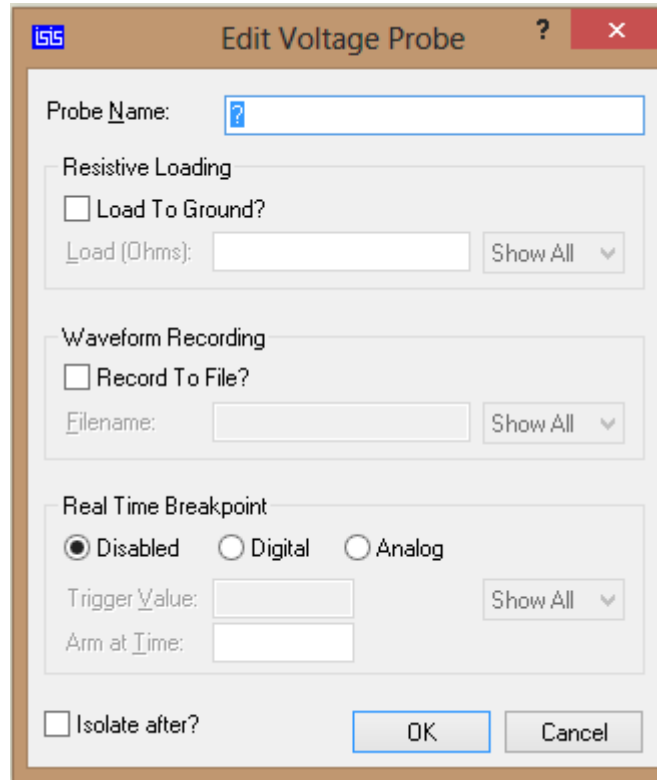 isis Edit Voltage Probe ? ×
Probe Name: ?
Resistive Loading
Load To Ground?
Load (Ohms): Show All
Waveform Recording
Record To File?
Filename: Show All
Real Time Breakpoint
Disabled Digital Analog
Trigger Value: Show All
Arm at Time:
Isolate after? OK Cancel